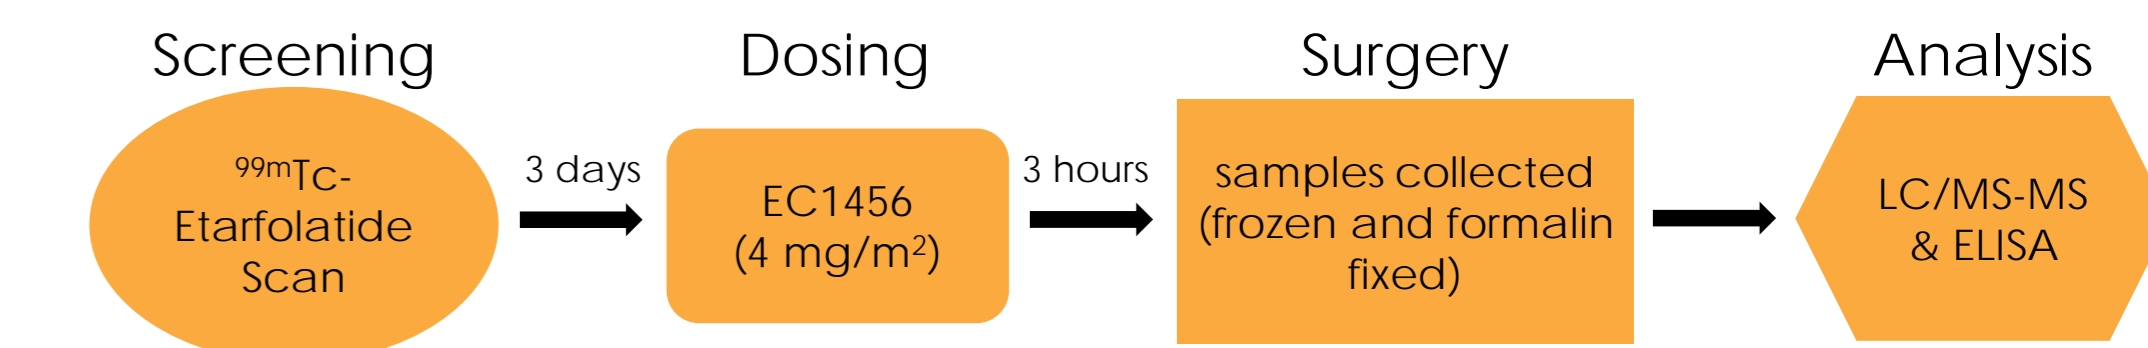 Screening
Dosing
Surgery
Analysis
99mTc-
Etarfolatide
Scan
3 days
EC1456
(4 mg/m²)
3 hours
samples collected
(frozen and formalin
fixed)
LC/MS-MS
& ELISA